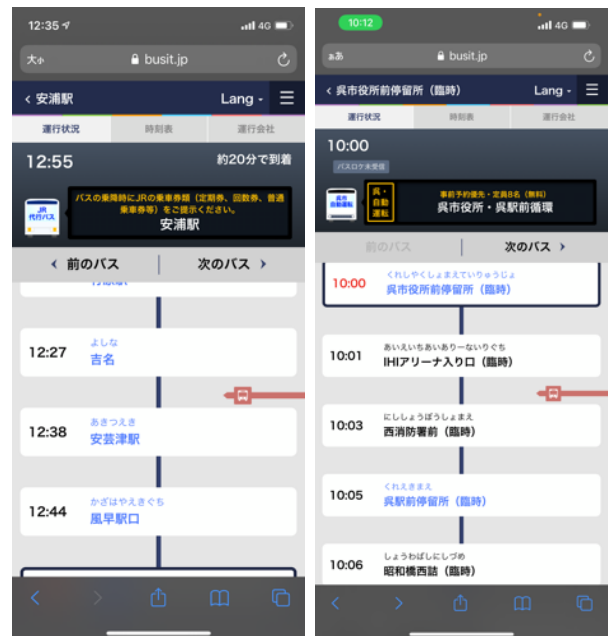 12:35
4G
大小
busit.jp
< 安浦駅
Lang -
運行状況
時刻表
運行会社
12:55
約20分で到着
JR
代行バス
バスの乗降時にJRの乗車券類（定期券、回数券、普通
乗車券等）をご提示ください。
安浦駅
前のバス
次のバス
12:27
よしな
吉名
12:38
あきつえき
安芸津駅
12:44
かざはやえきぐち
風早駅口
10:12
4G
ぁあ
busit.jp
< 呉市役所前停留所（臨時）
Lang -
運行状況
時刻表
運行会社
10:00
バスロケ未受信
呉市
自動運転
呉・
自動
運転
事前予約優先・定員8名（無料）
呉市役所・呉駅前循環
前のバス
次のバス
10:00
くれしやくしょまえていりゅうじょ
呉市役所前停留所（臨時）
10:01
あいえいちあいありーないりぐち
IHIアリーナ入り口（臨時）
10:03
にししょうぼうしょまえ
西消防署前（臨時）
10:05
くれえきまえ
呉駅前停留所（臨時）
10:06
しょうわばしにしづめ
昭和橋西詰（臨時）